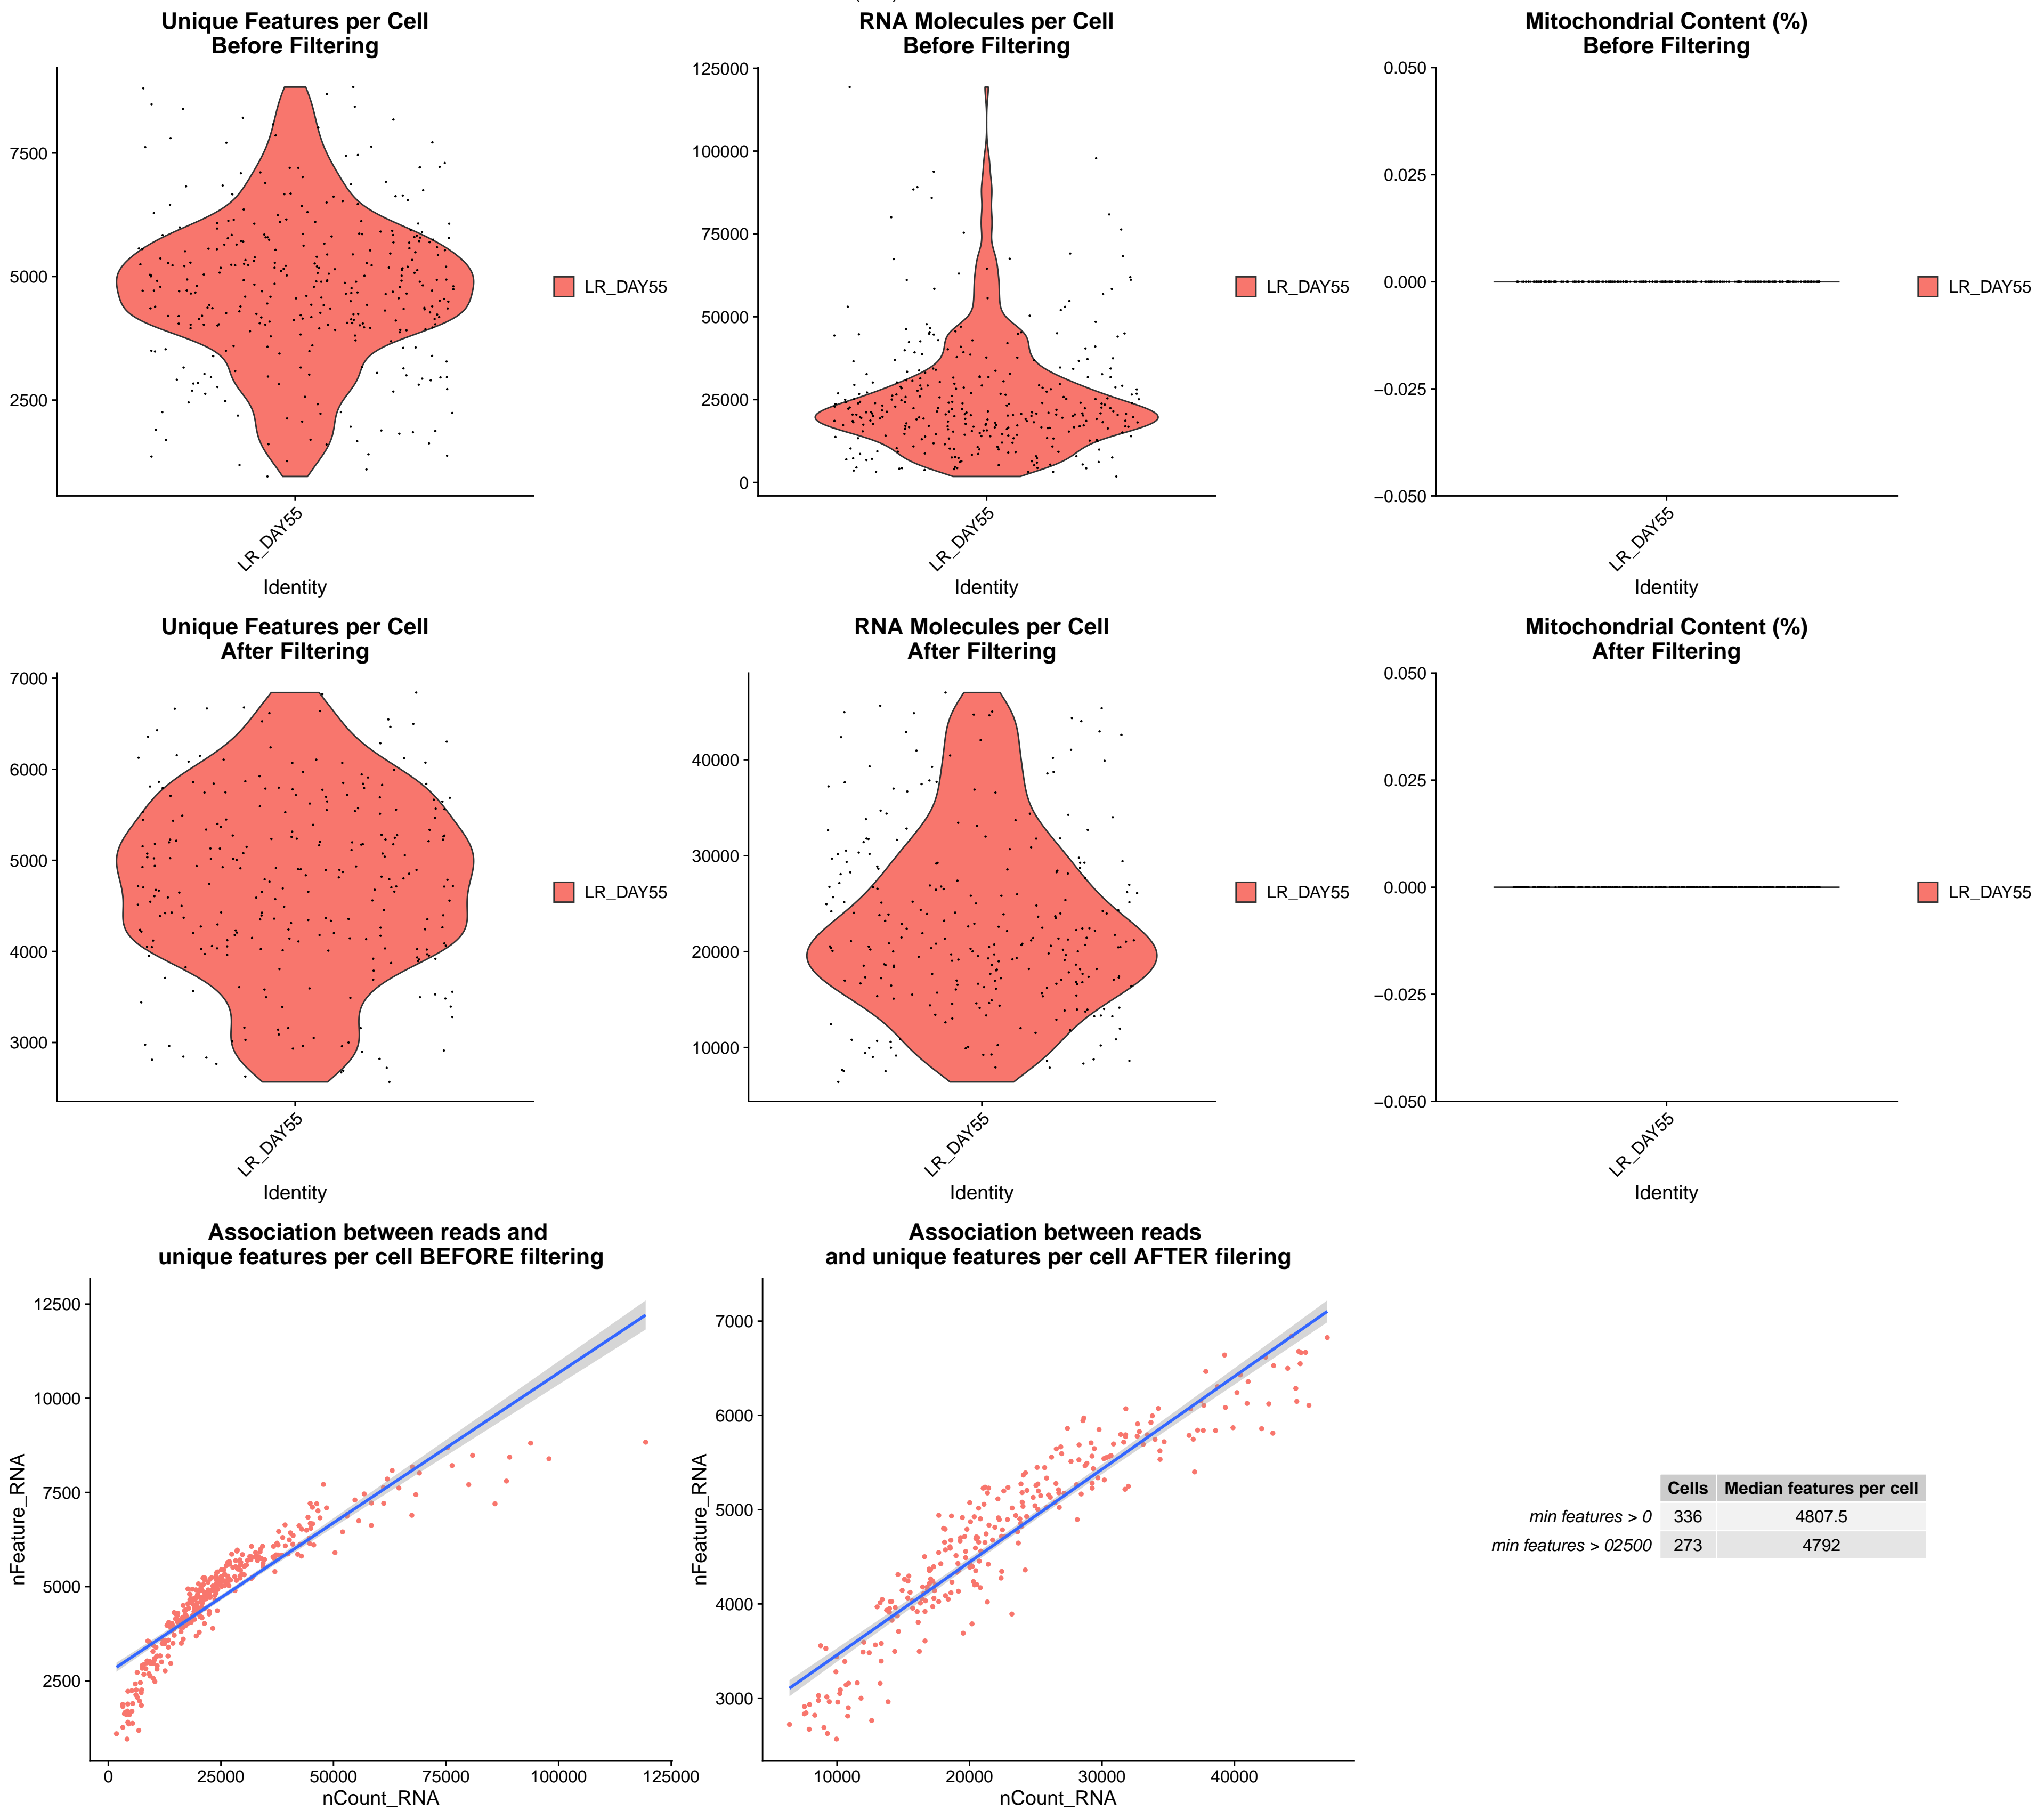 Unique Features per Cell
Before Filtering
7500
5000
2500
LR_DAY55
Identity
LR_DAY55
RNA Molecules per Cell
Before Filtering
125000
100000
75000
50000
25000
0
LR_DAY55
Identity
LR_DAY55
Mitochondrial Content (%)
Before Filtering
0.050
0.025
0.000
−0.025
−0.050
LR_DAY55
Identity
LR_DAY55
Unique Features per Cell
After Filtering
7000
6000
5000
4000
3000
LR_DAY55
Identity
LR_DAY55
RNA Molecules per Cell
After Filtering
40000
30000
20000
10000
LR_DAY55
Identity
LR_DAY55
Mitochondrial Content (%)
After Filtering
0.050
0.025
0.000
−0.025
−0.050
LR_DAY55
Identity
LR_DAY55
Association between reads and
unique features per cell BEFORE filtering
nFeature_RNA
12500
10000
7500
5000
2500
0 25000 50000 75000 100000 125000
nCount_RNA
Association between reads
and unique features per cell AFTER filering
nFeature_RNA
7000
6000
5000
4000
3000
10000 20000 30000 40000
nCount_RNA
Cells Median features per cell
min features > 0 336 4807.5
min features > 02500 273 4792